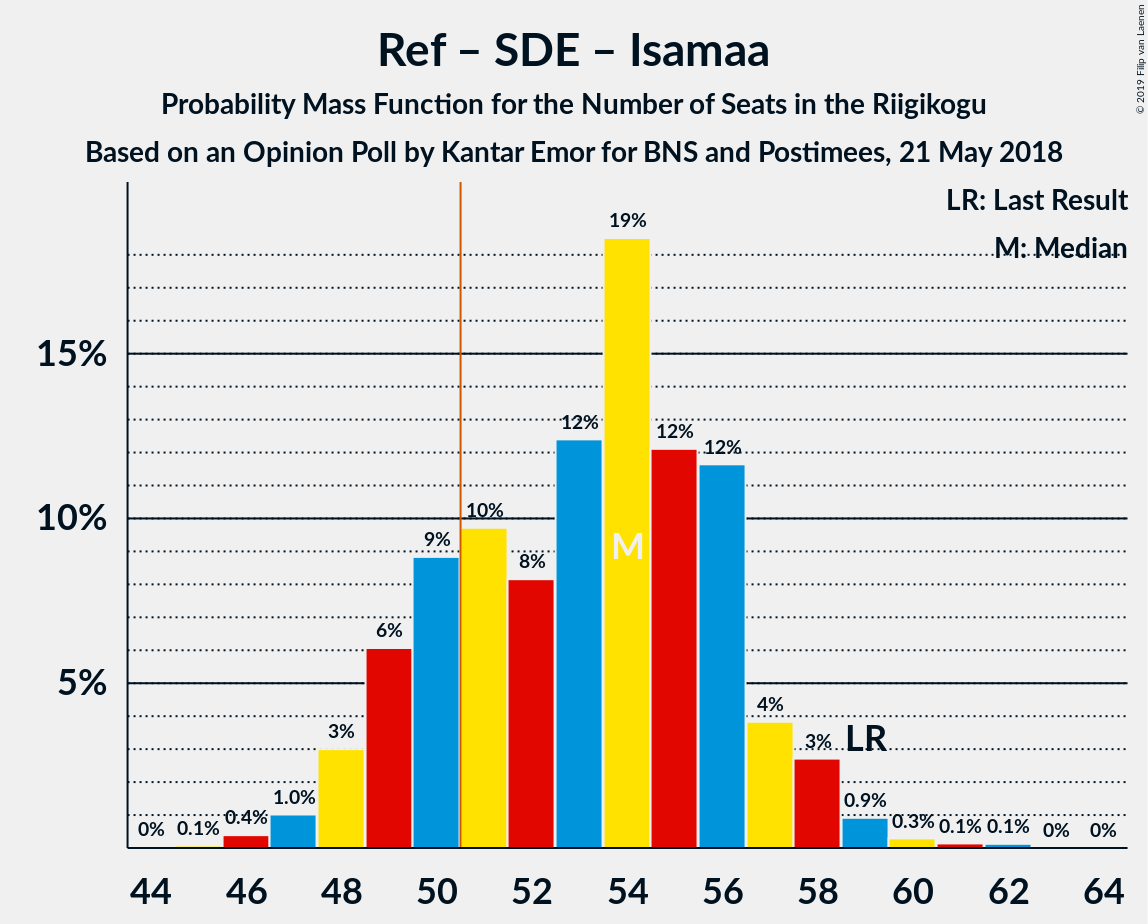 Ref – SDE – Isamaa
Probability Mass Function for the Number of Seats in the Riigikogu
Based on an Opinion Poll by Kantar Emor for BNS and Postimees, 21 May 2018
© 2019 Filip van Laenen
LR: Last Result
M: Median
19%
15%
12%
12%
12%
10%
10%
9%
8%
M
6%
5%
4%
3%
3%
LR
1.0%
0.9%
0% 0.1% 0.4% 0.3% 0.1% 0.1% 0% 0%
44 46 48 50 52 54 56 58 60 62 64